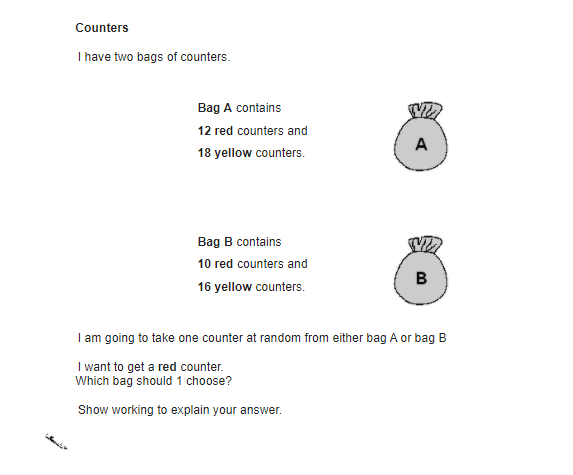 Counters
I have two bags of counters.
Bag A contains
12 red counters and
18 yellow counters.
A
Bag B contains
10 red counters and
16 yellow counters.
B
I am going to take one counter at random from either bag A or bag B
I want to get a red counter.
Which bag should 1 choose?
Show working to explain your answer.